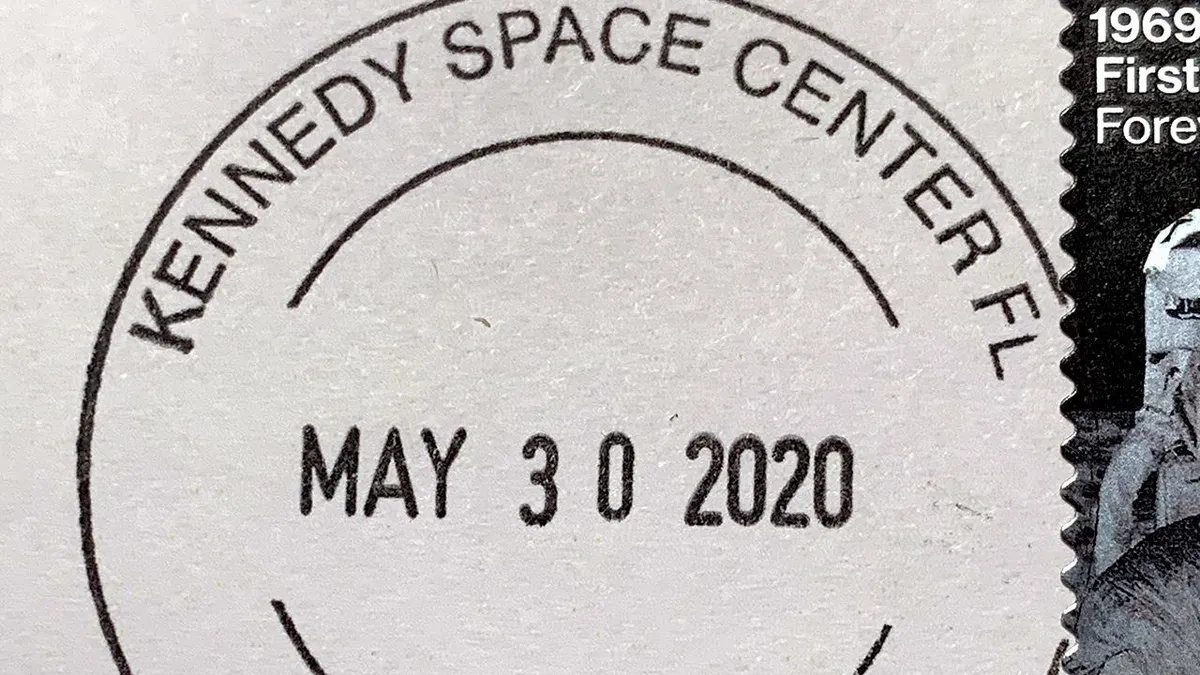 KENNEDY SPACE CENTER FL
MAY 30 2020
1969
First